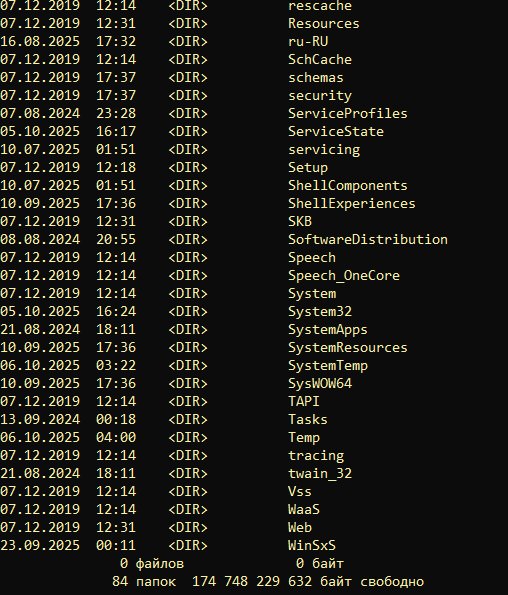 07.12.2019  12:14    <DIR>          rescache
07.12.2019  12:31    <DIR>          Resources
16.08.2025  17:32    <DIR>          ru-RU
07.12.2019  12:14    <DIR>          SchCache
07.12.2019  17:37    <DIR>          schemas
07.12.2019  17:37    <DIR>          security
07.08.2024  23:28    <DIR>          ServiceProfiles
05.10.2025  16:17    <DIR>          ServiceState
10.07.2025  01:51    <DIR>          servicing
07.12.2019  12:18    <DIR>          Setup
10.07.2025  01:51    <DIR>          ShellComponents
10.09.2025  17:36    <DIR>          ShellExperiences
07.12.2019  12:31    <DIR>          SKB
08.08.2024  20:55    <DIR>          SoftwareDistribution
07.12.2019  12:14    <DIR>          Speech
07.12.2019  12:14    <DIR>          Speech_OneCore
07.12.2019  12:14    <DIR>          System
05.10.2025  16:24    <DIR>          System32
21.08.2024  18:11    <DIR>          SystemApps
10.09.2025  17:36    <DIR>          SystemResources
06.10.2025  03:22    <DIR>          SystemTemp
10.09.2025  17:36    <DIR>          SysWOW64
07.12.2019  12:14    <DIR>          TAPI
13.09.2024  00:18    <DIR>          Tasks
06.10.2025  04:00    <DIR>          Temp
07.12.2019  12:14    <DIR>          tracing
21.08.2024  18:11    <DIR>          twain_32
07.12.2019  12:14    <DIR>          Vss
07.12.2019  12:14    <DIR>          WaaS
07.12.2019  12:31    <DIR>          Web
23.09.2025  00:11    <DIR>          WinSxS
               0 файлов              0 байт
              84 папок  174 748 229 632 байт свободно